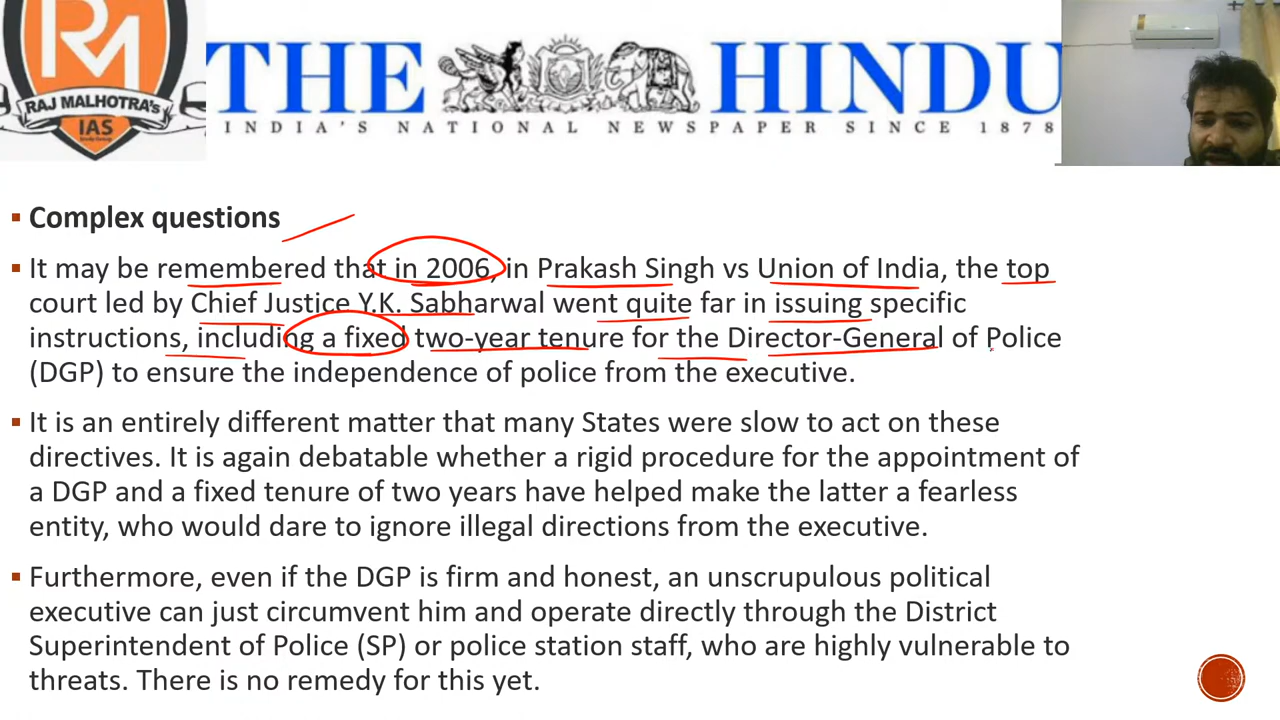 RM
RAJ MALHOTRA's
IAS
THE HINDU
INDIA'S NATIONAL NEWSPAPER SINCE 1878
Complex questions
It may be remembered that in 2006, in Prakash Singh vs Union of India, the top
court led by Chief Justice Y.K. Sabharwal went quite far in issuing specific
instructions, including a fixed two-year tenure for the Director-General of Police
(DGP) to ensure the independence of police from the executive.
It is an entirely different matter that many States were slow to act on these
directives. It is again debatable whether a rigid procedure for the appointment of
a DGP and a fixed tenure of two years have helped make the latter a fearless
entity, who would dare to ignore illegal directions from the executive.
Furthermore, even if the DGP is firm and honest, an unscrupulous political
executive can just circumvent him and operate directly through the District
Superintendent of Police (SP) or police station staff, who are highly vulnerable to
threats. There is no remedy for this yet.